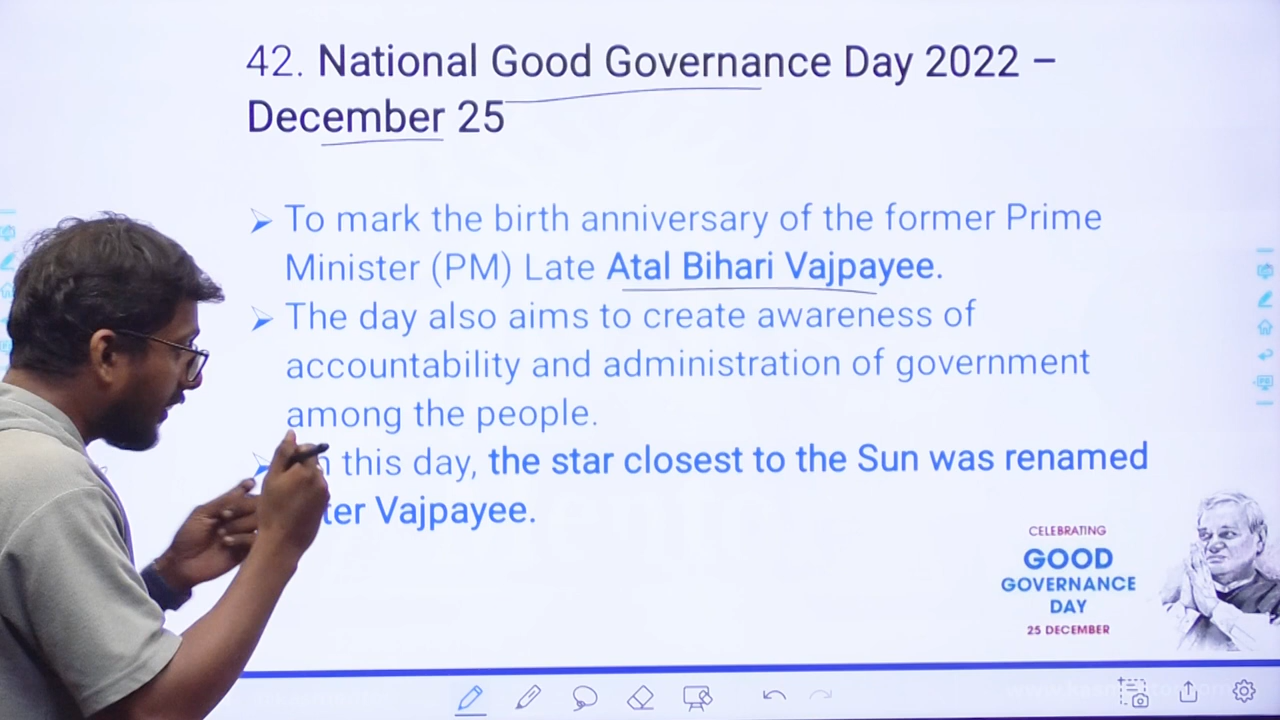 42. National Good Governance Day 2022 –
December 25
➢ To mark the birth anniversary of the former Prime
Minister (PM) Late Atal Bihari Vajpayee.
➢ The day also aims to create awareness of
accountability and administration of government
among the people.
this day, the star closest to the Sun was renamed
Vajpayee.
CELEBRATING
GOOD
GOVERNANCE
DAY
25 DECEMBER